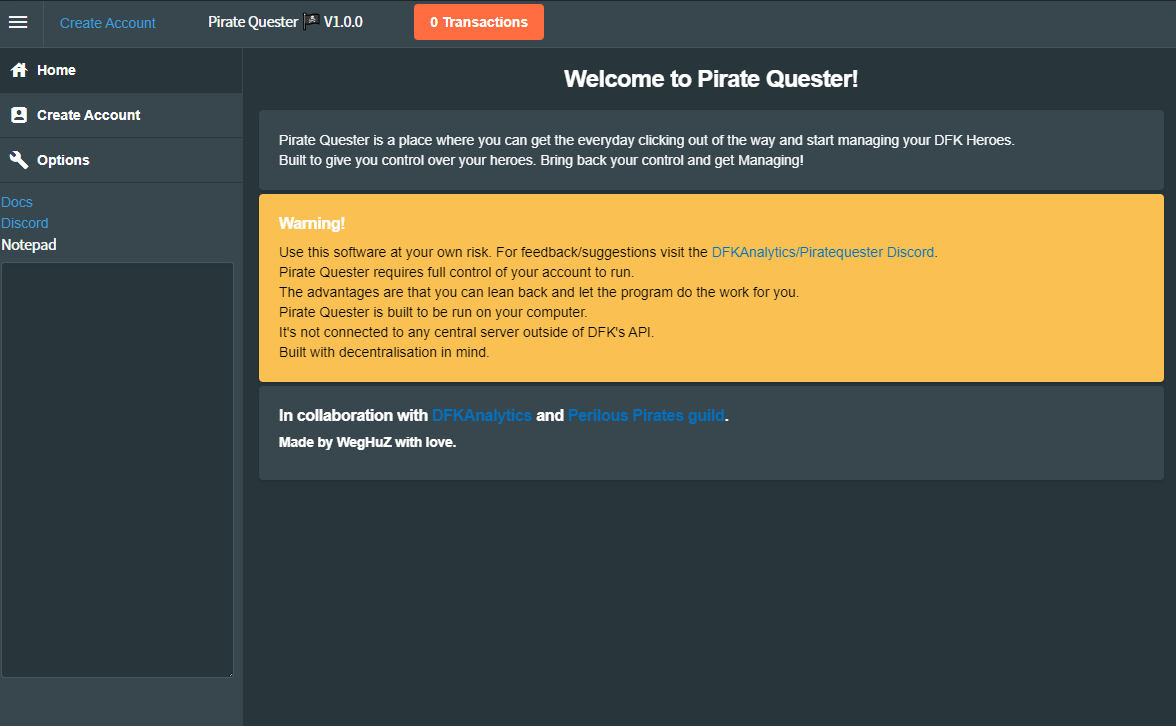 Create Account
Pirate Quester 🏴‍☠️ V1.0.0
0 Transactions
Home
Create Account
Options
Docs
Discord
Notepad
Welcome to Pirate Quester!
Pirate Quester is a place where you can get the everyday clicking out of the way and start managing your DFK Heroes.
Built to give you control over your heroes. Bring back your control and get Managing!
Warning!
Use this software at your own risk. For feedback/suggestions visit the DFKAnalytics/Piratequester Discord.
Pirate Quester requires full control of your account to run.
The advantages are that you can lean back and let the program do the work for you.
Pirate Quester is built to be run on your computer.
It's not connected to any central server outside of DFK's API.
Built with decentralisation in mind.
In collaboration with DFKAnalytics and Perilous Pirates guild.
Made by WegHuZ with love.